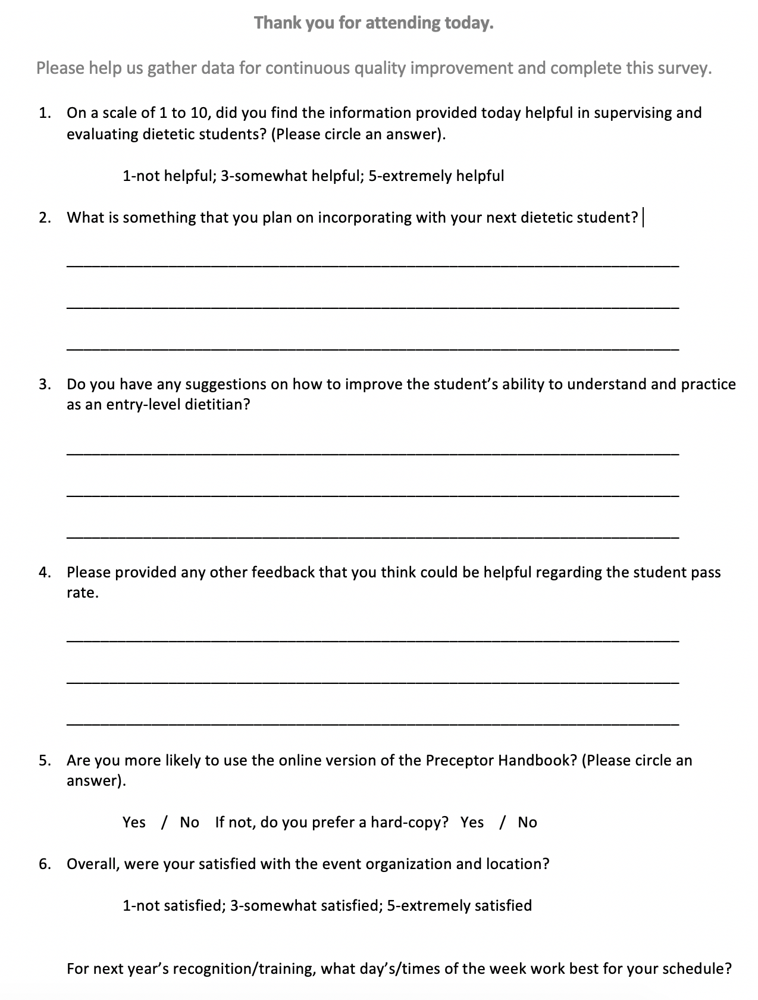 Thank you for attending today.
Please help us gather data for continuous quality improvement and complete this survey.
1. On a scale of 1 to 10, did you find the information provided today helpful in supervising and
evaluating dietetic students? (Please circle an answer).
1-not helpful; 3-somewhat helpful; 5-extremely helpful
2. What is something that you plan on incorporating with your next dietetic student?
3. Do you have any suggestions on how to improve the student’s ability to understand and practice
as an entry-level dietitian?
4. Please provided any other feedback that you think could be helpful regarding the student pass
rate.
5. Are you more likely to use the online version of the Preceptor Handbook? (Please circle an
answer).
Yes / No If not, do you prefer a hard-copy? Yes / No
6. Overall, were your satisfied with the event organization and location?
1-not satisfied; 3-somewhat satisfied; 5-extremely satisfied
For next year’s recognition/training, what day’s/times of the week work best for your schedule?